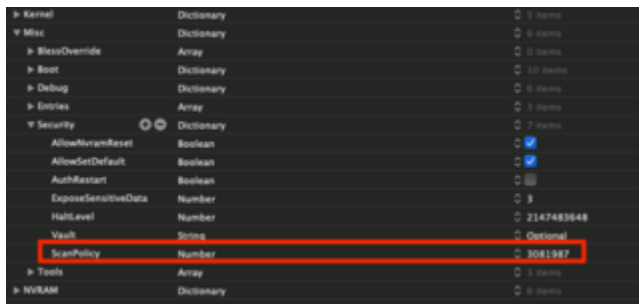 Kernel Dictionary 5 items
Misc Dictionary 6 items
BlessOverride Array 0 items
Boot Dictionary 10 items
Debug Dictionary 6 items
Entries Array 3 items
Security Dictionary 7 items
AllowNvramReset Boolean
AllowSetDefault Boolean
AuthRestart Boolean
ExposeSensitiveData Number 3
HaltLevel Number 2147483648
Vault String Optional
ScanPolicy Number 3081987
Tools Array 3 items
NVRAM Dictionary 6 items